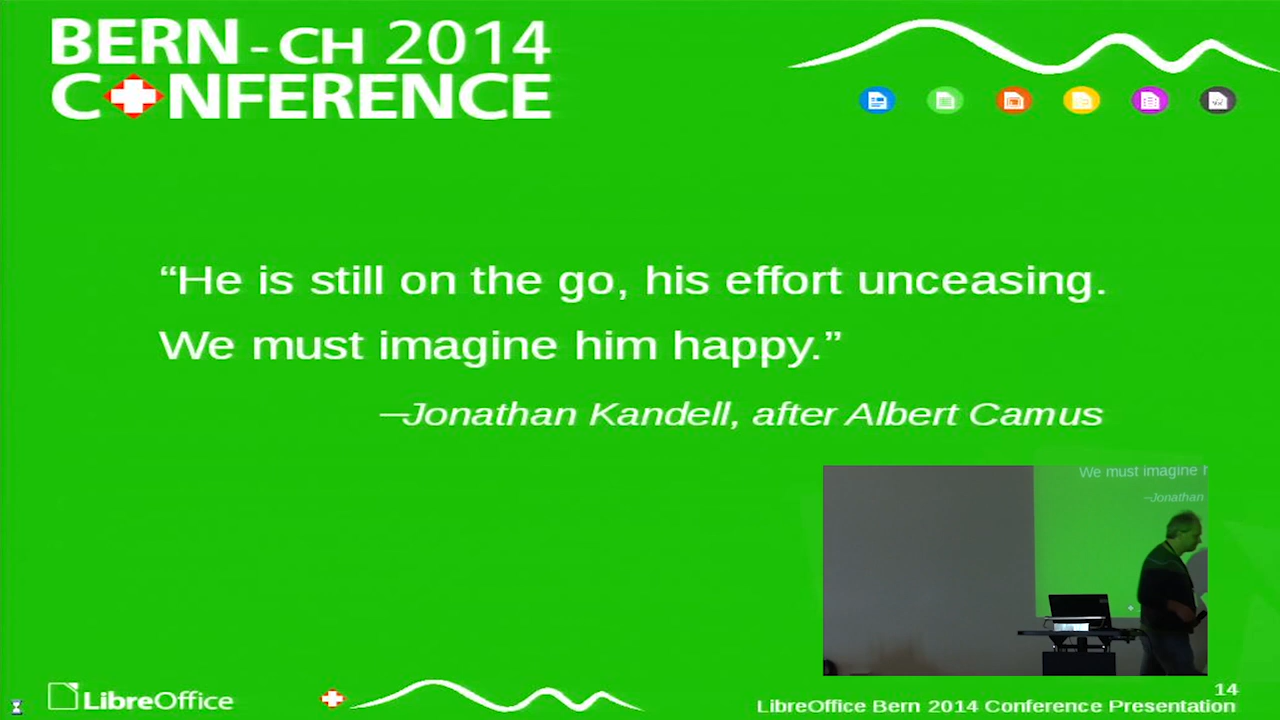 BERN - CH 2014
CONFERENCE
“He is still on the go, his effort unceasing.
We must imagine him happy.”
—Jonathan Kandell, after Albert Camus
We must imagine h
—Jonathan
LibreOffice
14
LibreOffice Bern 2014 Conference Presentation